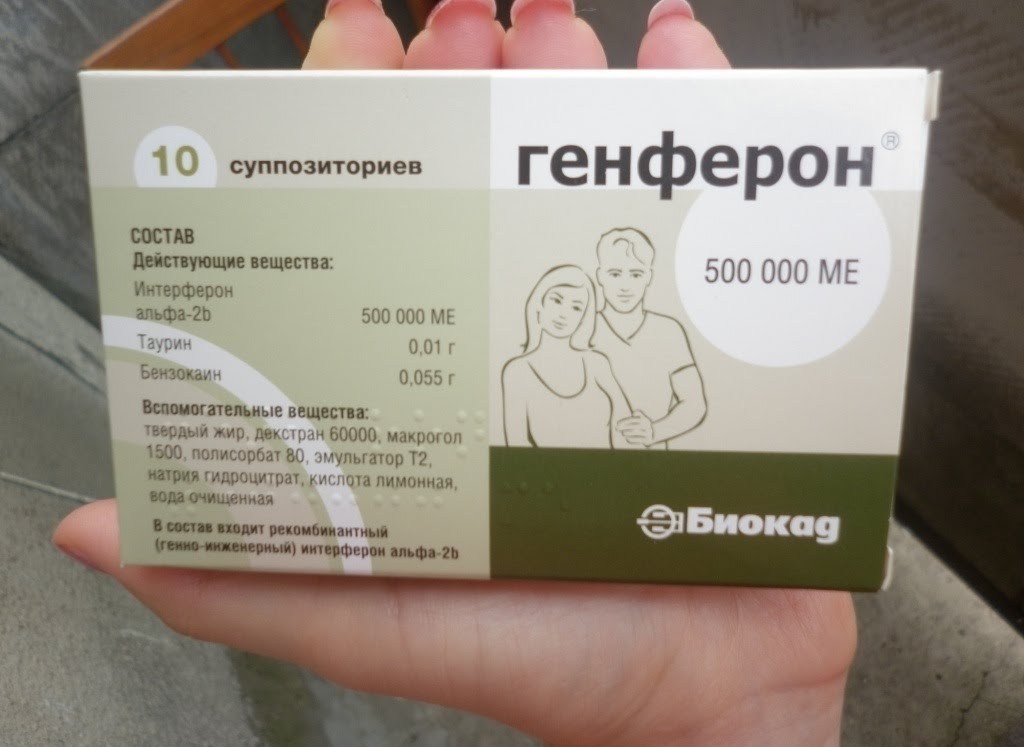 10 суппозиториев
СОСТАВ
Действующие вещества:
Интерферон
альфа-2b 500 000 МЕ
Таурин 0,01 г
Бензокаин 0,055 г
Вспомогательные вещества:
твердый жир, декстран 60000, макрогол
1500, полисорбат 80, эмульгатор Т2,
натрия гидроцитрат, кислота лимонная,
вода очищенная
В состав входит рекомбинантный
(генно-инженерный) интерферон альфа-2b
генферон®
500 000 МЕ
Биокад